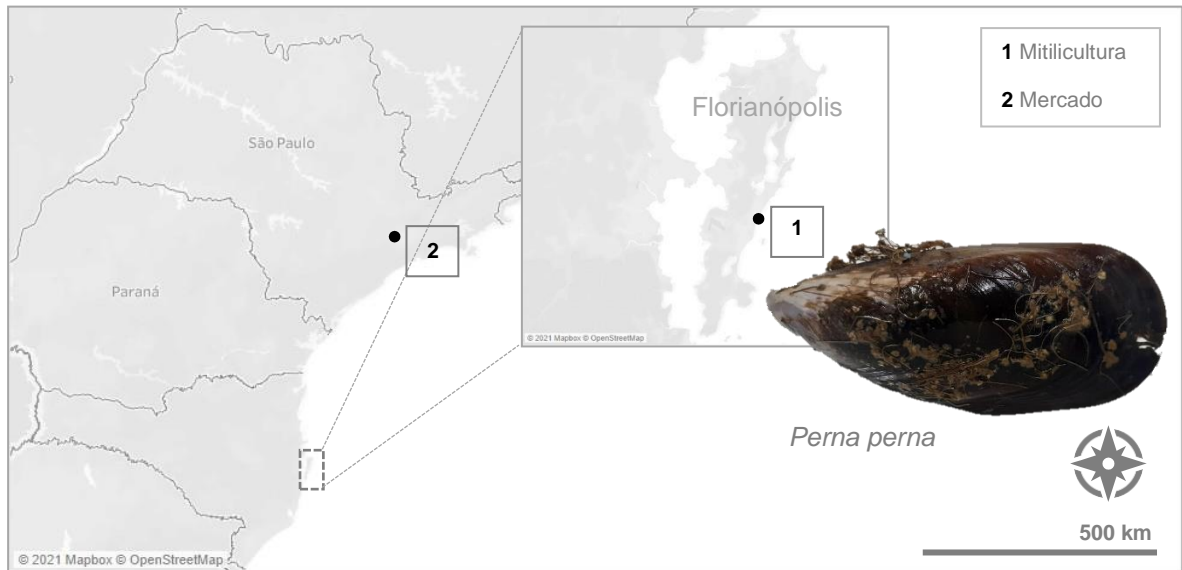 1 Mitilicultura
2 Mercado
Florianópolis
São Paulo
1
2
Paraná
© 2021 Mapbox © OpenStreetMap
Perna perna
500 km
© 2021 Mapbox © OpenStreetMap